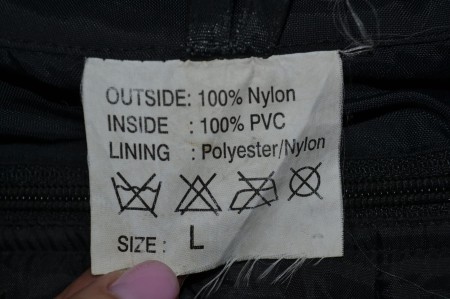 OUTSIDE: 100% Nylon
INSIDE : 100% PVC
LINING : Polyester/Nylon
SIZE : L